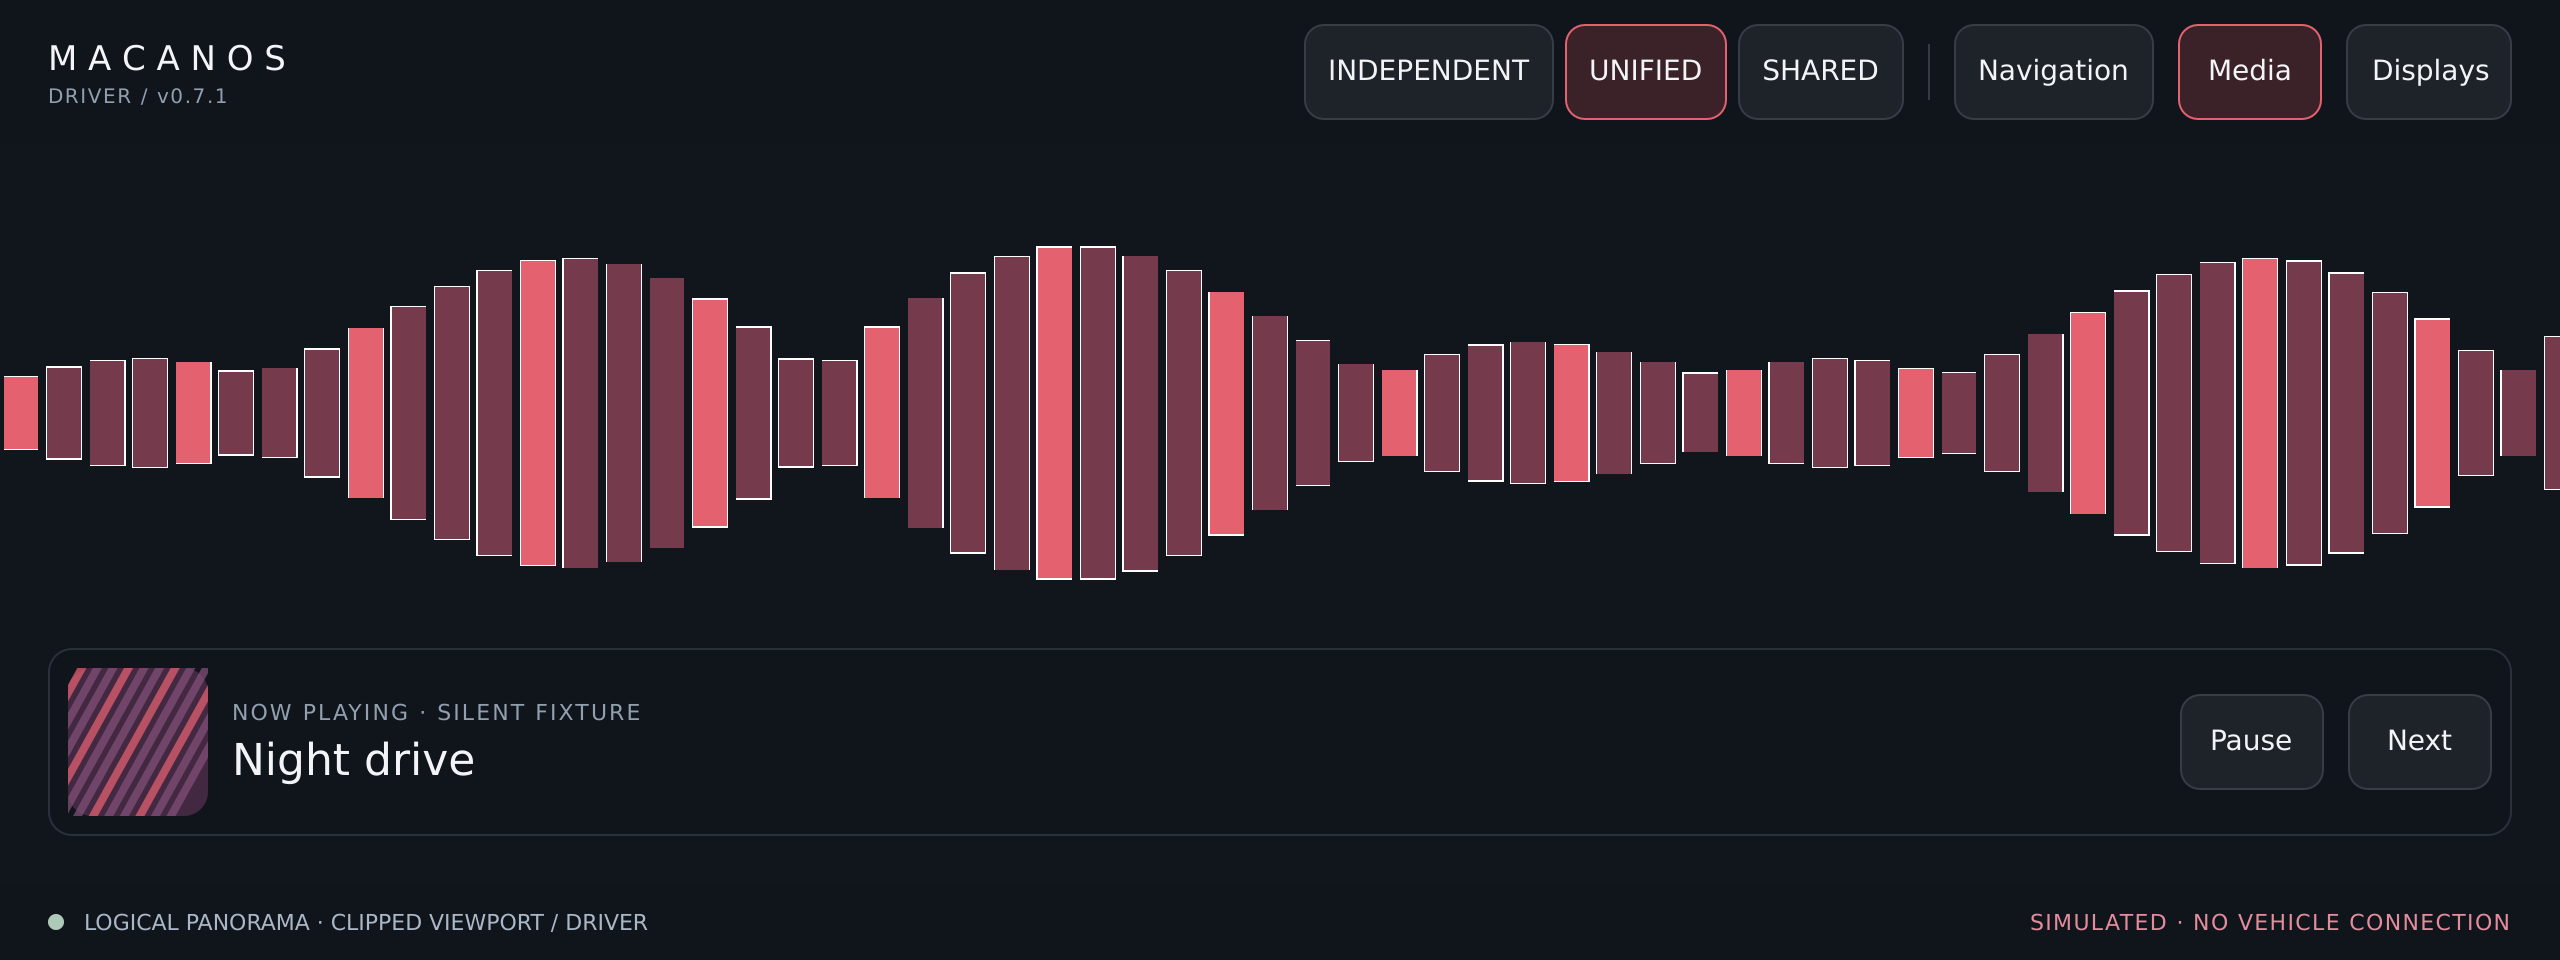 MACANOS
DRIVER / v0.7.1
INDEPENDENT
UNIFIED
SHARED
Navigation
Media
Displays
NOW PLAYING · SILENT FIXTURE
Night drive
Pause
Next
LOGICAL PANORAMA · CLIPPED VIEWPORT / DRIVER
SIMULATED · NO VEHICLE CONNECTION